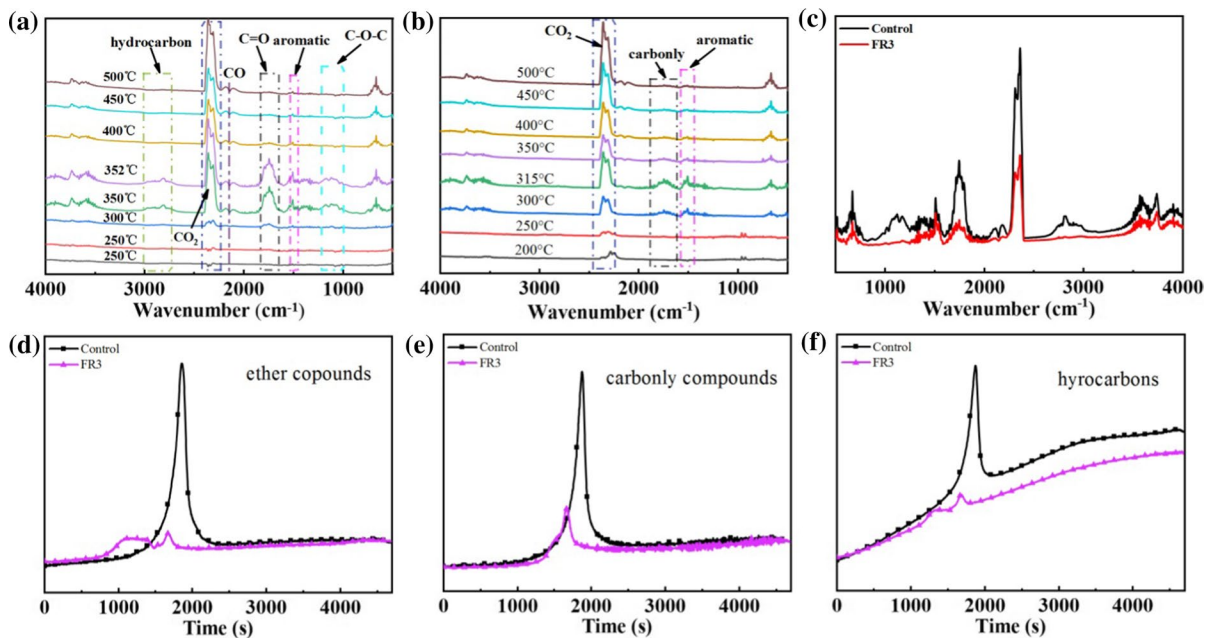 (a)
hydrocarbon
C=O
aromatic
C-O-C
CO
500℃
450℃
400℃
352℃
350℃
300℃
250℃
250℃
CO2
4000 3000 2000 1000
Wavenumber (cm-1)
(b)
CO2
carbonly
aromatic
500°C
450°C
400°C
350°C
315°C
300°C
250°C
200°C
4000 3000 2000 1000
Wavenumber (cm-1)
(c)
Control
FR3
1000 2000 3000 4000
Wavenumber (cm-1)
(d)
Control
FR3
ether copounds
0 1000 2000 3000 4000
Time (s)
(e)
Control
FR3
carbonly compounds
0 1000 2000 3000 4000
Time (s)
(f)
Control
FR3
hyrocarbons
0 1000 2000 3000 4000
Time (s)